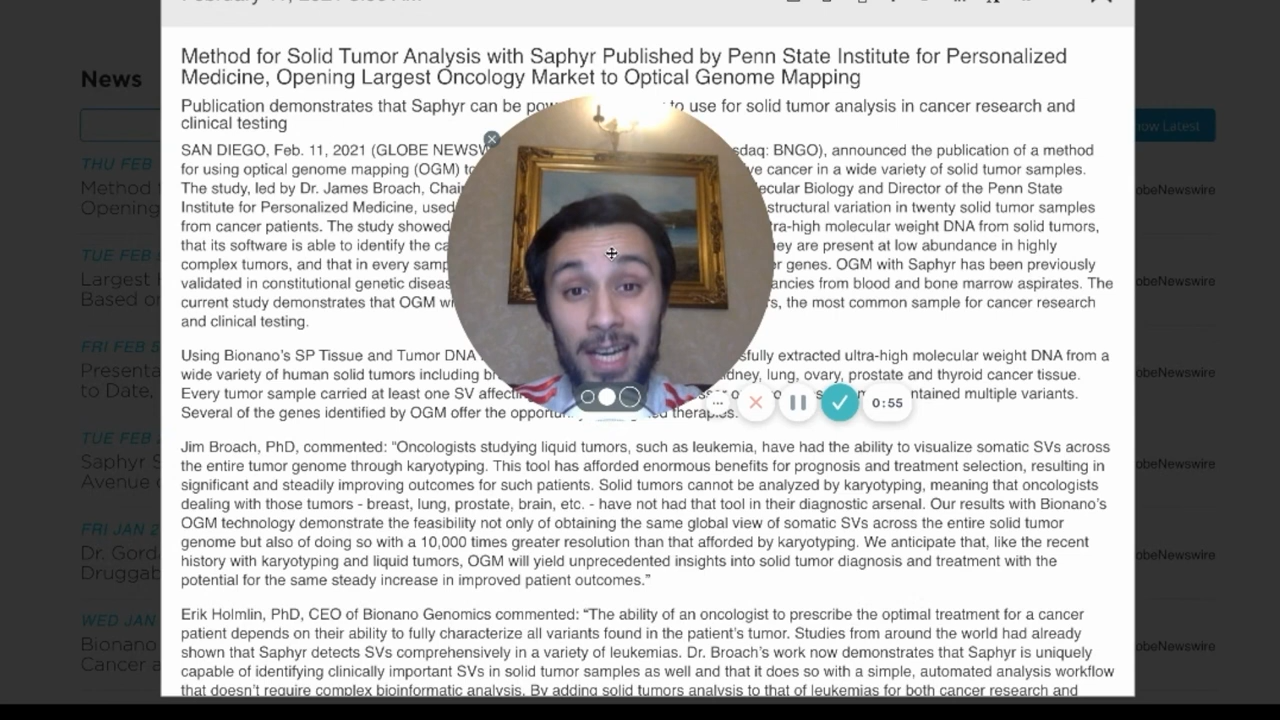 News
now Latest
THU FEB
Method
Opening
obeNewswire
TUE FEB
Largest
Based o
obeNewswire
FRI FEB 5
Presenta
to Date,
obeNewswire
TUE FEB 2
Saphyr S
Avenue
obeNewswire
FRI JAN 2
Dr. Gord
Druggab
obeNewswire
WED JAN
Bionano
Cancer a
obeNewswire
Method for Solid Tumor Analysis with Saphyr Published by Penn State Institute for Personalized
Medicine, Opening Largest Oncology Market to Optical Genome Mapping
Publication demonstrates that Saphyr can be pow to use for solid tumor analysis in cancer research and
clinical testing
SAN DIEGO, Feb. 11, 2021 (GLOBE NEWSW sdaq: BNGO), announced the publication of a method
for using optical genome mapping (OGM) to ve cancer in a wide variety of solid tumor samples.
The study, led by Dr. James Broach, Chair ecular Biology and Director of the Penn State
Institute for Personalized Medicine, used structural variation in twenty solid tumor samples
from cancer patients. The study showed ra-high molecular weight DNA from solid tumors,
that its software is able to identify the ca hey are present at low abundance in highly
complex tumors, and that in every samp er genes. OGM with Saphyr has been previously
validated in constitutional genetic diseas ancies from blood and bone marrow aspirates. The
current study demonstrates that OGM wi s, the most common sample for cancer research
and clinical testing.
Using Bionano's SP Tissue and Tumor DNA sfully extracted ultra-high molecular weight DNA from a
wide variety of human solid tumors including br dney, lung, ovary, prostate and thyroid cancer tissue.
Every tumor sample carried at least one SV affecti ntained multiple variants.
Several of the genes identified by OGM offer the opportun therapies.
0:55
Jim Broach, PhD, commented: “Oncologists studying liquid tumors, such as leukemia, have had the ability to visualize somatic SVs across
the entire tumor genome through karyotyping. This tool has afforded enormous benefits for prognosis and treatment selection, resulting in
significant and steadily improving outcomes for such patients. Solid tumors cannot be analyzed by karyotyping, meaning that oncologists
dealing with those tumors - breast, lung, prostate, brain, etc. - have not had that tool in their diagnostic arsenal. Our results with Bionano's
OGM technology demonstrate the feasibility not only of obtaining the same global view of somatic SVs across the entire solid tumor
genome but also of doing so with a 10,000 times greater resolution than that afforded by karyotyping. We anticipate that, like the recent
history with karyotyping and liquid tumors, OGM will yield unprecedented insights into solid tumor diagnosis and treatment with the
potential for the same steady increase in improved patient outcomes.”
Erik Holmlin, PhD, CEO of Bionano Genomics commented: “The ability of an oncologist to prescribe the optimal treatment for a cancer
patient depends on their ability to fully characterize all variants found in the patient's tumor. Studies from around the world had already
shown that Saphyr detects SVs comprehensively in a variety of leukemias. Dr. Broach's work now demonstrates that Saphyr is uniquely
capable of identifying clinically important SVs in solid tumor samples as well and that it does so with a simple, automated analysis workflow
that doesn't require complex bioinformatic analysis. By adding solid tumors analysis to that of leukemias for both cancer research and